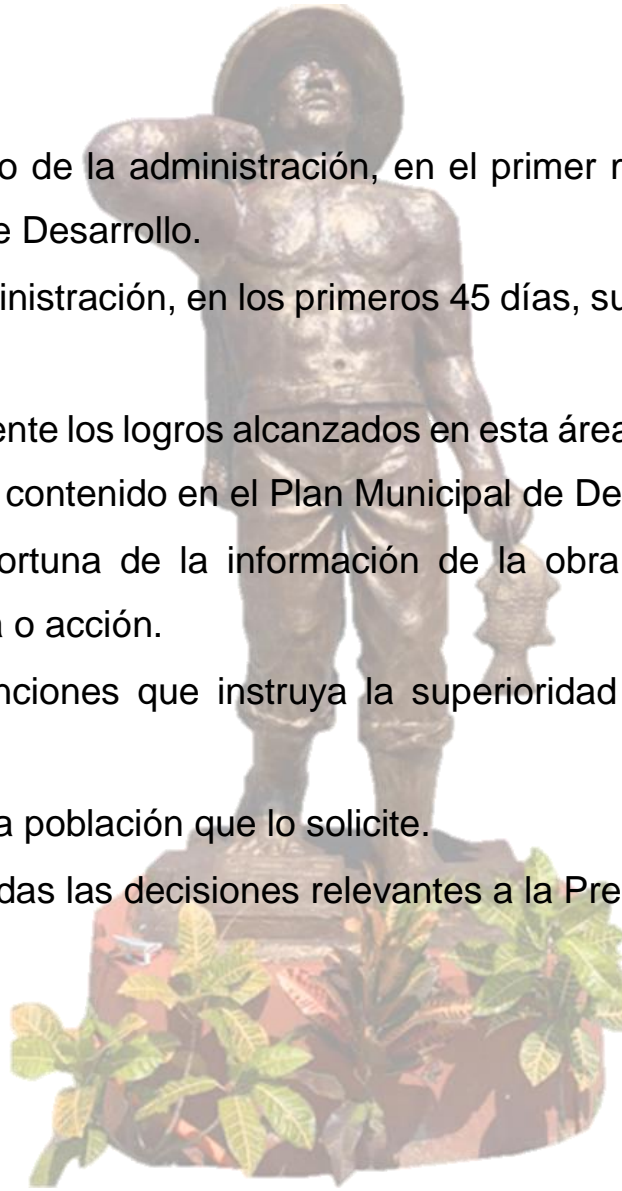 o de la administración, en el primer
e Desarrollo.
inistración, en los primeros 45 días, su
ente los logros alcanzados en esta área
contenido en el Plan Municipal de De
ortuna de la información de la obra
a o acción.
nciones que instruya la superioridad
a población que lo solicite.
das las decisiones relevantes a la Pre